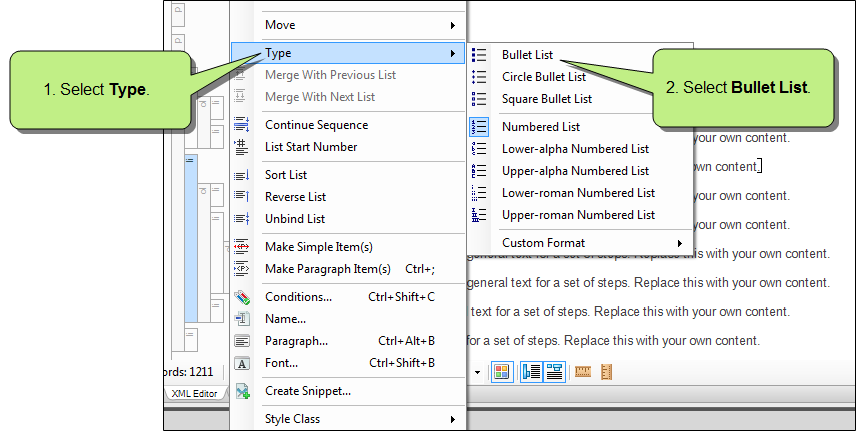 Move
Type
Merge With Previous List
Merge With Next List
Continue Sequence
List Start Number
Sort List
Reverse List
Unbind List
Make Simple Item(s)
Make Paragraph Item(s) Ctrl+;
Conditions... Ctrl+Shift+C
Name...
Paragraph... Ctrl+Alt+B
Font... Ctrl+Shift+B
Create Snippet...
Style Class
1. Select Type.
Bullet List
Circle Bullet List
Square Bullet List
Numbered List
Lower-alpha Numbered List
Upper-alpha Numbered List
Lower-roman Numbered List
Upper-roman Numbered List
Custom Format
2. Select Bullet List.
your own content.
own content.
your own content.
your own content.
general text for a set of steps. Replace this with your own content.
general text for a set of steps. Replace this with your own content.
text for a set of steps. Replace this with your own content.
for a set of steps. Replace this with your own content.
ords: 1211
XML Editor